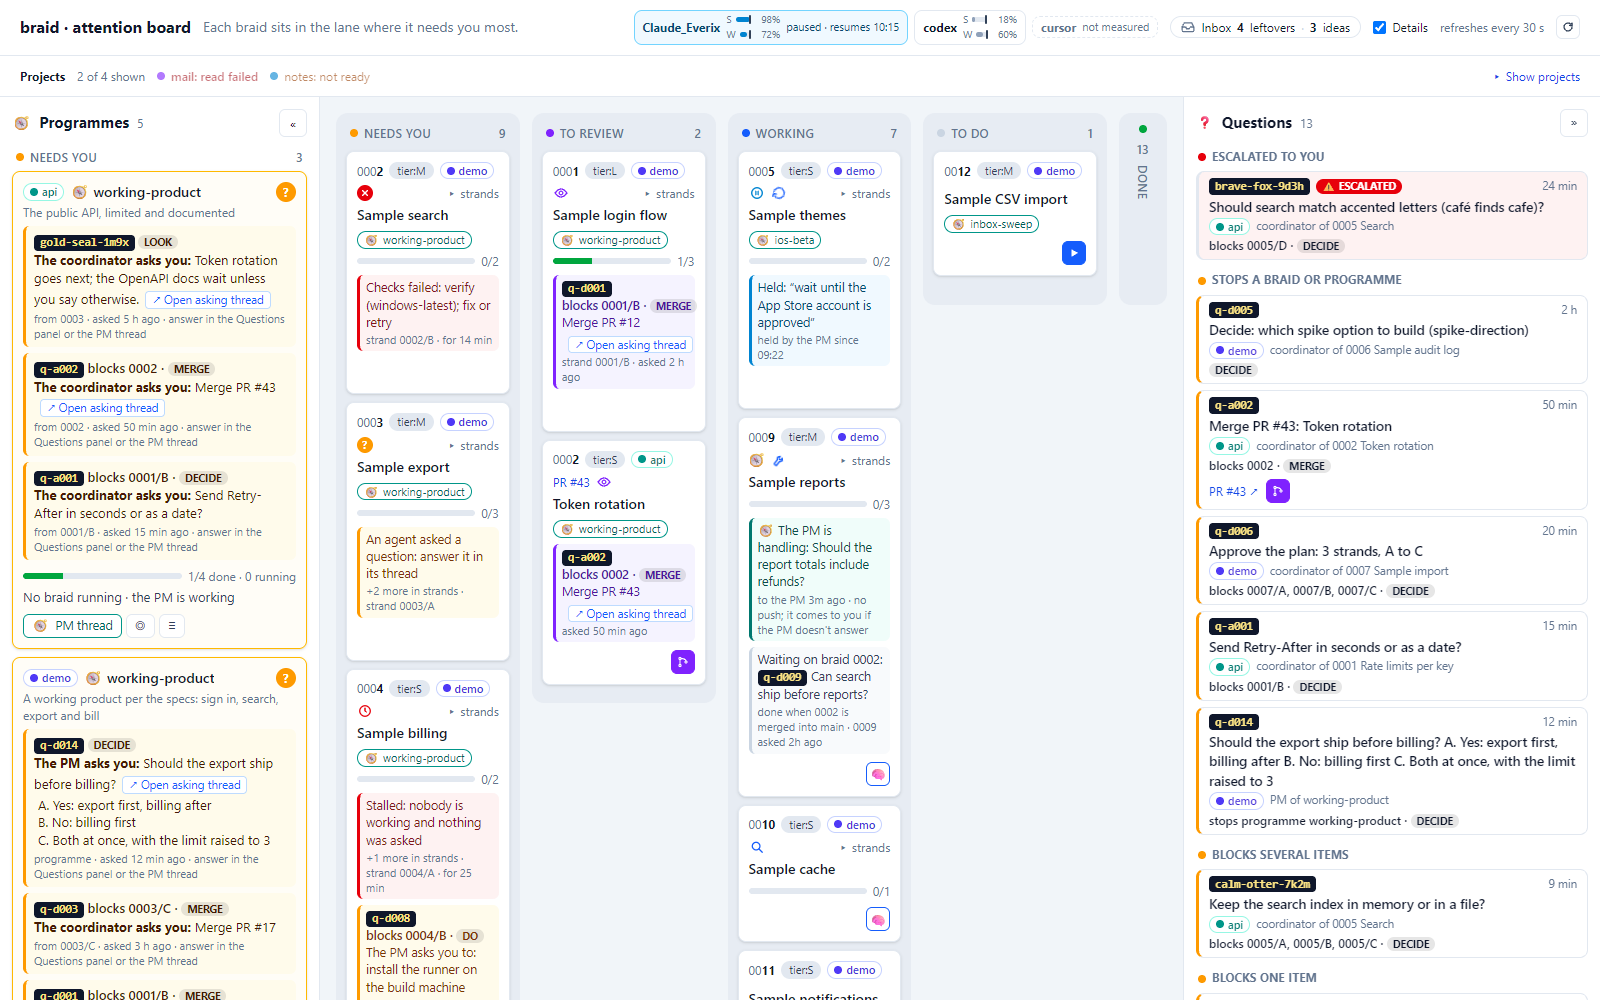 braid · attention board
Each braid sits in the lane where it needs you most.
Claude_Everix S 98% W 72% paused · resumes 10:15
codex S 18% W 60%
cursor not measured
Inbox 4 leftovers · 3 ideas
Details
refreshes every 30 s
Projects 2 of 4 shown
mail: read failed
notes: not ready
Show projects
Programmes 5
«
NEEDS YOU 3
api working-product ?
The public API, limited and documented
gold-seal-1m9x LOOK
The coordinator asks you: Token rotation
goes next; the OpenAPI docs wait unless
you say otherwise. ↗ Open asking thread
from 0003 · asked 5 h ago · answer in the Questions
panel or the PM thread
q-a002 blocks 0002 · MERGE
The coordinator asks you: Merge PR #43
↗ Open asking thread
from 0002 · asked 50 min ago · answer in the
Questions panel or the PM thread
q-a001 blocks 0001/B · DECIDE
The coordinator asks you: Send Retry-
After in seconds or as a date?
from 0001/B · asked 15 min ago · answer in the
Questions panel or the PM thread
1/4 done · 0 running
No braid running · the PM is working
PM thread
demo working-product ?
A working product per the specs: sign in, search,
export and bill
q-d014 DECIDE
The PM asks you: Should the export ship
before billing? ↗ Open asking thread
A. Yes: export first, billing after
B. No: billing first
C. Both at once, with the limit raised to 3
programme · asked 12 min ago · answer in the
Questions panel or the PM thread
q-d003 blocks 0003/C · MERGE
The coordinator asks you: Merge PR #17
from 0003/C · asked 3 h ago · answer in the
Questions panel or the PM thread
q-d001 blocks 0001/B · MERGE
NEEDS YOU 9
0002 tier:M demo
strands
Sample search
working-product
0/2
Checks failed: verify
(windows-latest); fix or
retry
strand 0002/B · for 14 min
0003 tier:M demo
? strands
Sample export
working-product
0/3
An agent asked a
question: answer it in
its thread
+2 more in strands ·
strand 0003/A
0004 tier:S demo
strands
Sample billing
working-product
0/2
Stalled: nobody is
working and nothing
was asked
+1 more in strands ·
strand 0004/A · for 25
min
q-d008
blocks 0004/B · DO
The PM asks you to:
install the runner on
the build machine
TO REVIEW 2
0001 tier:L demo
strands
Sample login flow
working-product
1/3
q-d001
blocks 0001/B · MERGE
Merge PR #12
↗ Open asking thread
strand 0001/B · asked 2 h
ago
0002 tier:S api
PR #43
Token rotation
working-product
q-a002
blocks 0002 · MERGE
Merge PR #43
↗ Open asking thread
asked 50 min ago
WORKING 7
0005 tier:S demo
strands
Sample themes
ios-beta
0/2
Held: “wait until the
App Store account is
approved”
held by the PM since
09:22
0009 tier:M demo
strands
Sample reports
0/3
The PM is
handling: Should the
report totals include
refunds?
to the PM 3m ago · no
push; it comes to you if
the PM doesn't answer
Waiting on braid 0002:
q-d009 Can search
ship before reports?
done when 0002 is
merged into main · 0009
asked 2h ago
0010 tier:S demo
strands
Sample cache
0/1
0011 tier:S demo
Sample notifications
TO DO 1
0012 tier:M demo
Sample CSV import
inbox-sweep
13
DONE
Questions 13
»
ESCALATED TO YOU
brave-fox-9d3h ESCALATED 24 min
Should search match accented letters (café finds cafe)?
api coordinator of 0005 Search
blocks 0005/D · DECIDE
STOPS A BRAID OR PROGRAMME
q-d005 2 h
Decide: which spike option to build (spike-direction)
demo coordinator of 0006 Sample audit log
DECIDE
q-a002 50 min
Merge PR #43: Token rotation
api coordinator of 0002 Token rotation
blocks 0002 · MERGE
PR #43 ↗
q-d006 20 min
Approve the plan: 3 strands, A to C
demo coordinator of 0007 Sample import
blocks 0007/A, 0007/B, 0007/C · DECIDE
q-a001 15 min
Send Retry-After in seconds or as a date?
api coordinator of 0001 Rate limits per key
blocks 0001/B · DECIDE
q-d014 12 min
Should the export ship before billing? A. Yes: export first,
billing after B. No: billing first C. Both at once, with the limit
raised to 3
demo PM of working-product
stops programme working-product · DECIDE
BLOCKS SEVERAL ITEMS
calm-otter-7k2m 9 min
Keep the search index in memory or in a file?
api coordinator of 0005 Search
blocks 0005/A, 0005/B, 0005/C · DECIDE
BLOCKS ONE ITEM